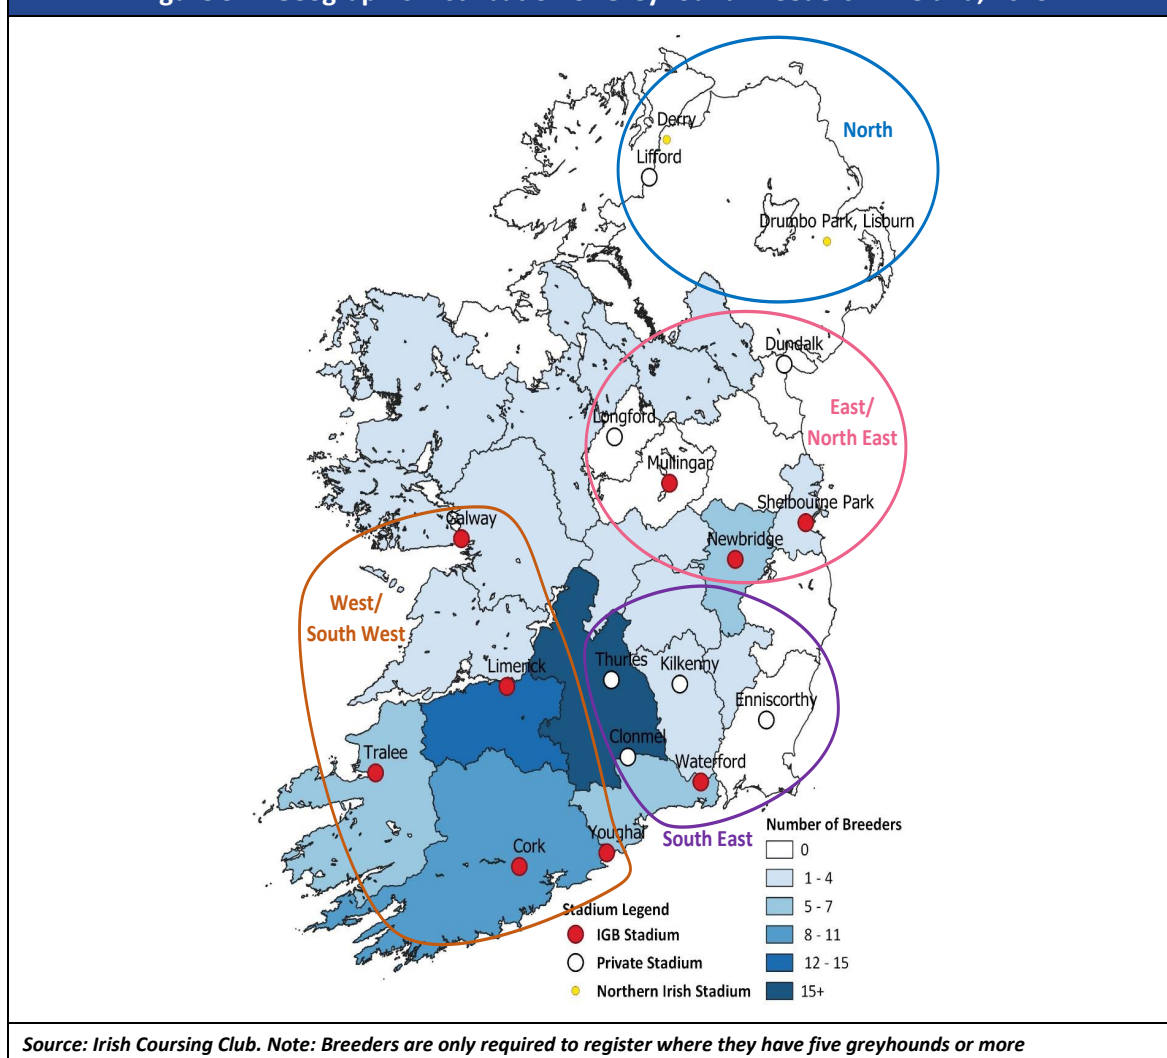 North
Derry
Lifford
Drumbo Park, Lisburn
Dundalk
East/
North East
Longford
Mullingar
Shelbourne Park
Newbridge
Galway
West/
South West
Limerick
Thurles
Kilkenny
Enniscorthy
Clonmel
Tralee
Waterford
Youghal
Cork
South East
Number of Breeders
0
1 - 4
5 - 7
8 - 11
12 - 15
15+
Stadium Legend
IGB Stadium
Private Stadium
Northern Irish Stadium
Source: Irish Coursing Club. Note: Breeders are only required to register where they have five greyhounds or more